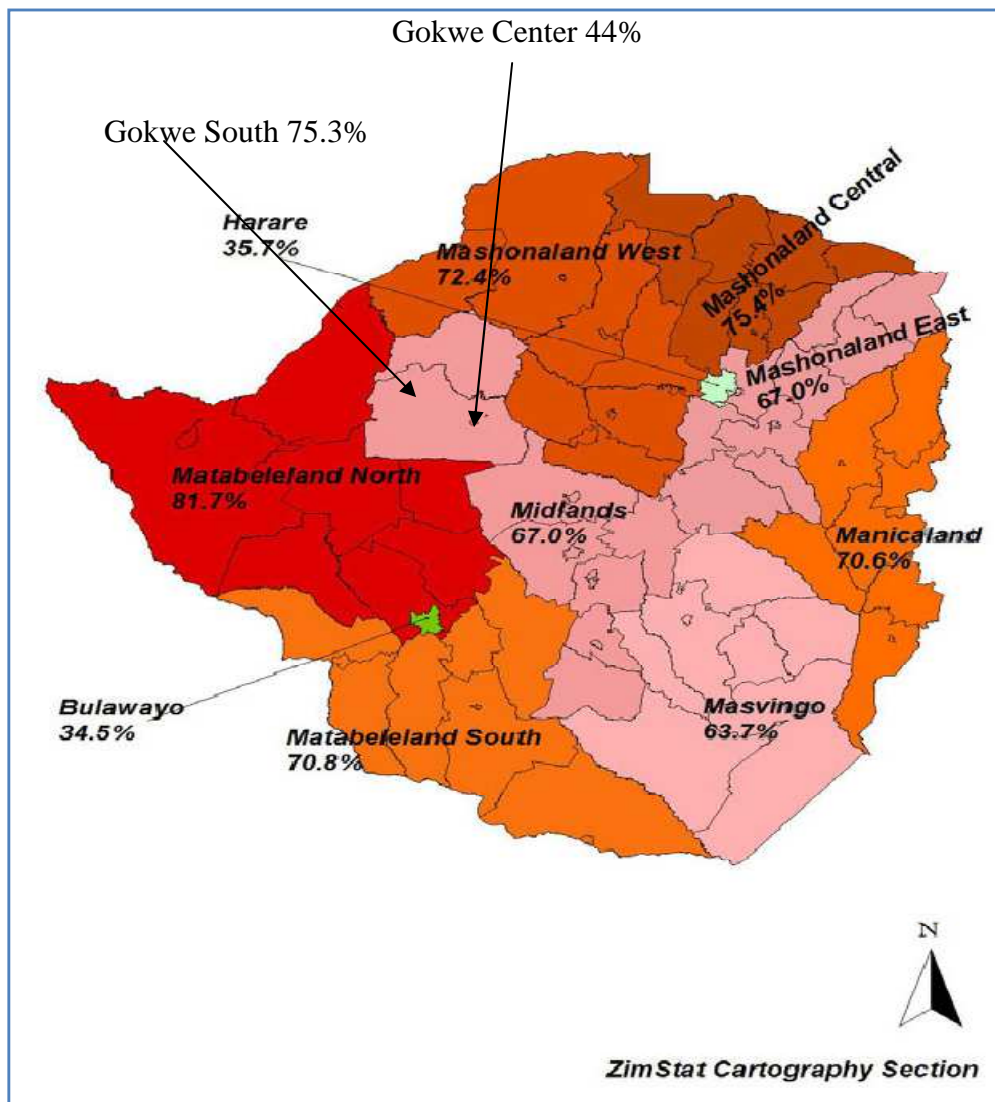 Gokwe Center 44%
Gokwe South 75.3%
Harare
35.7%
Mashonaland West
72.4%
Mashonaland Central
75.4%
Mashonaland East
67.0%
Matabeleland North
81.7%
Midlands
67.0%
Manicaland
70.6%
Bulawayo
34.5%
Matabeleland South
70.8%
Masvingo
63.7%
N
ZimStat Cartography Section